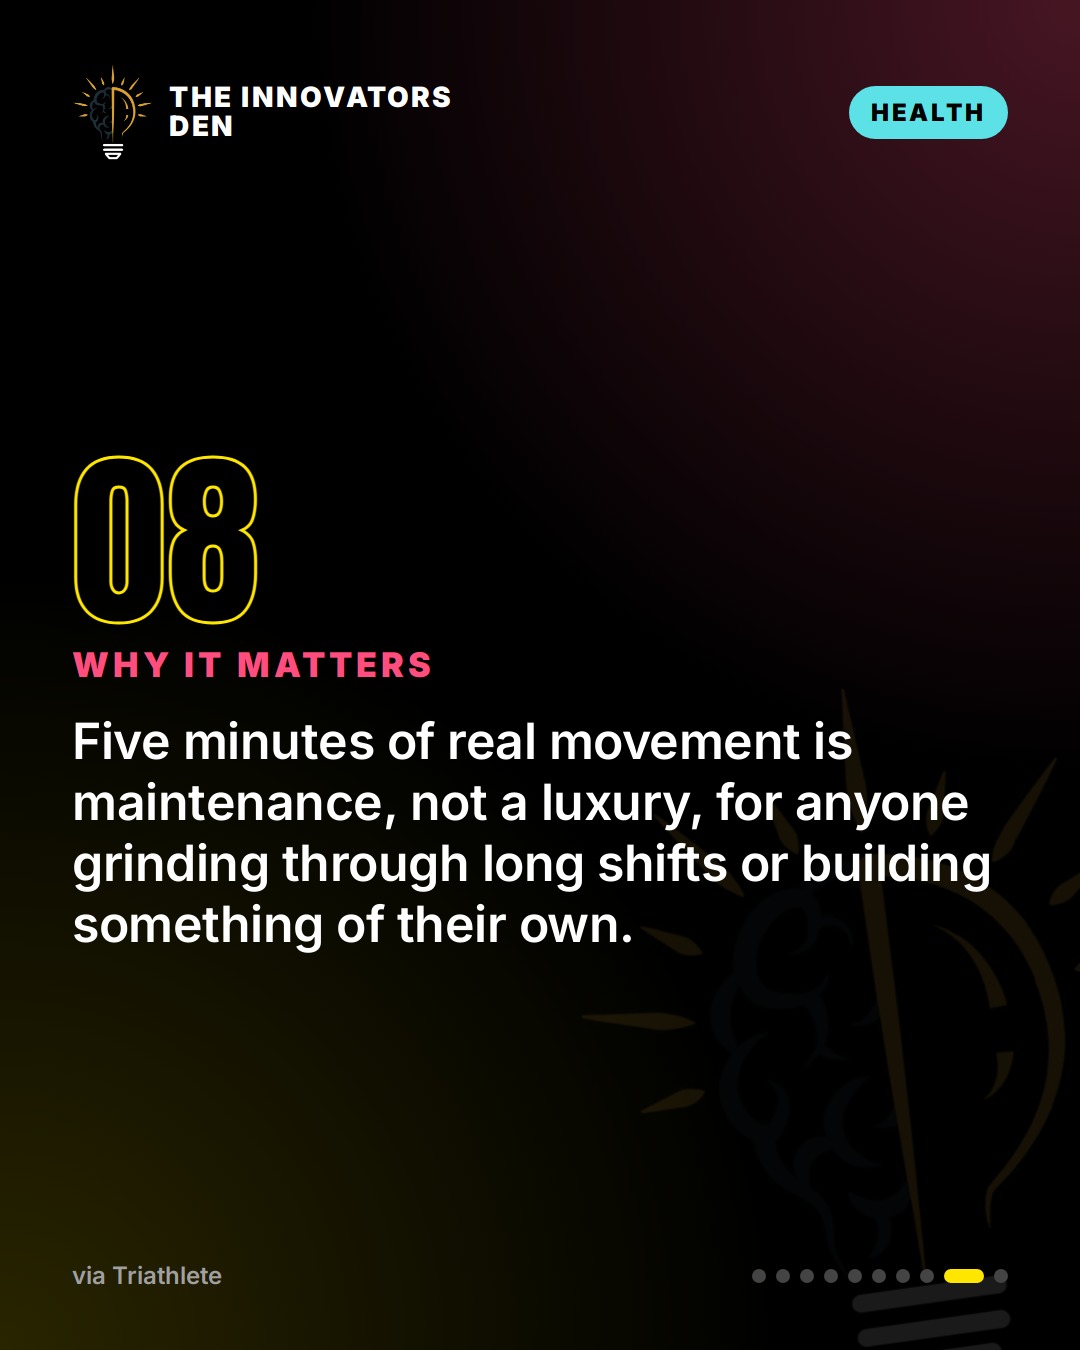 THE INNOVATORS
DEN
HEALTH
08
WHY IT MATTERS
Five minutes of real movement is
maintenance, not a luxury, for anyone
grinding through long shifts or building
something of their own.
via Triathlete